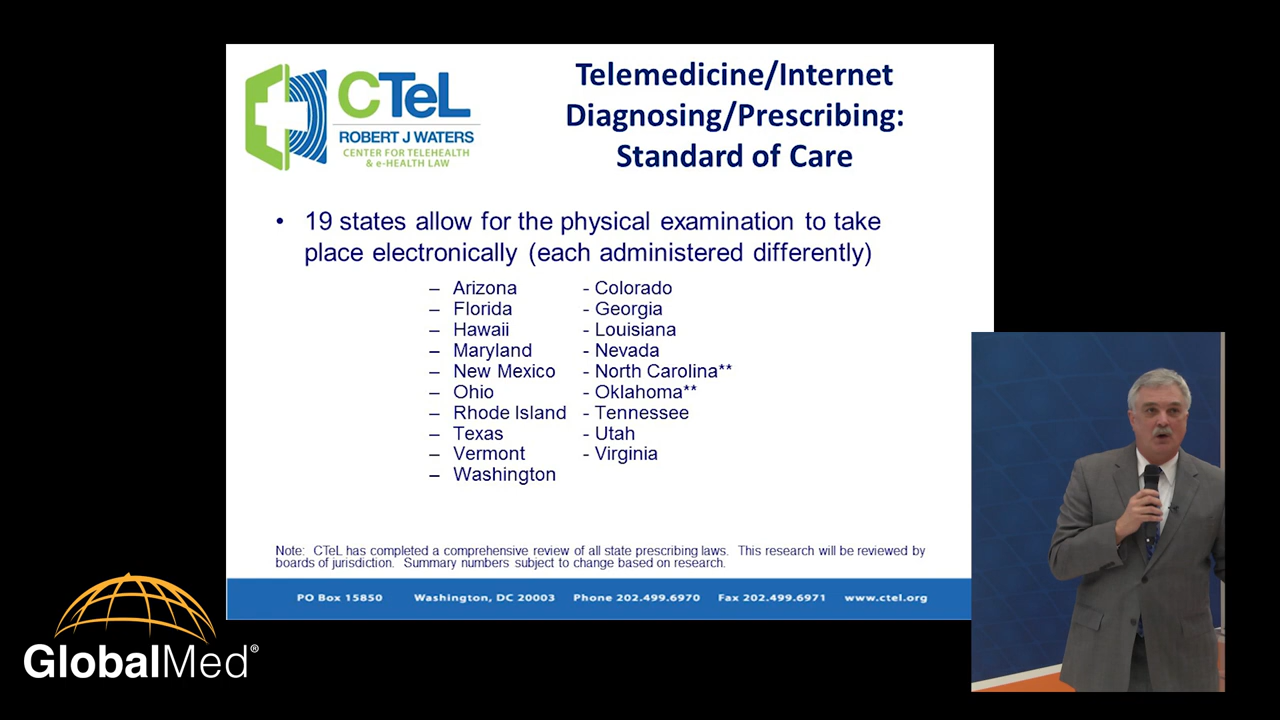 CTeL
ROBERT J WATERS
CENTER FOR TELEHEALTH
& e-HEALTH LAW
Telemedicine/Internet
Diagnosing/Prescribing:
Standard of Care
• 19 states allow for the physical examination to take
place electronically (each administered differently)
– Arizona - Colorado
– Florida - Georgia
– Hawaii - Louisiana
– Maryland - Nevada
– New Mexico - North Carolina**
– Ohio - Oklahoma**
– Rhode Island - Tennessee
– Texas - Utah
– Vermont - Virginia
– Washington
Note: CTeL has completed a comprehensive review of all state prescribing laws. This research will be reviewed by
boards of jurisdiction. Summary numbers subject to change based on research.
PO Box 15850 Washington, DC 20003 Phone 202.499.6970 Fax 202.499.6971 www.ctel.org
GlobalMed®